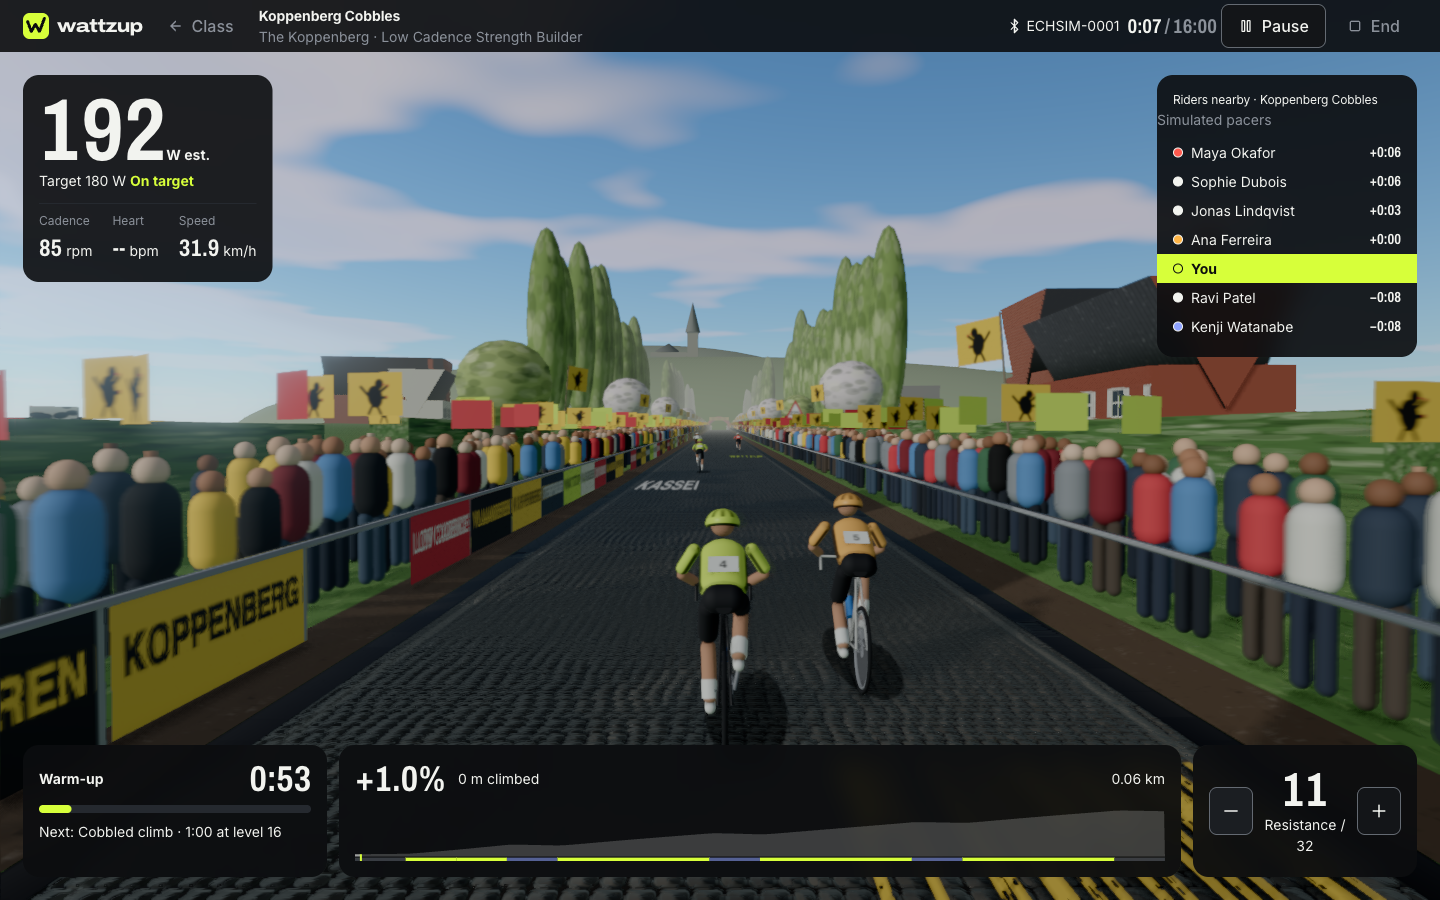 wattzup
Class
Koppenberg Cobbles
The Koppenberg · Low Cadence Strength Builder
ECHSIM-0001
0:07 / 16:00
Pause
End
192 W est.
Target 180 W On target
Cadence Heart Speed
85 rpm -- bpm 31.9 km/h
Riders nearby · Koppenberg Cobbles
Simulated pacers
Maya Okafor +0:06
Sophie Dubois +0:06
Jonas Lindqvist +0:03
Ana Ferreira +0:00
You
Ravi Patel −0:08
Kenji Watanabe −0:08
KASSEI
4
5
KOPPENBERG
REN
Warm-up 0:53
Next: Cobbled climb · 1:00 at level 16
+1.0% 0 m climbed 0.06 km
11
Resistance /
32